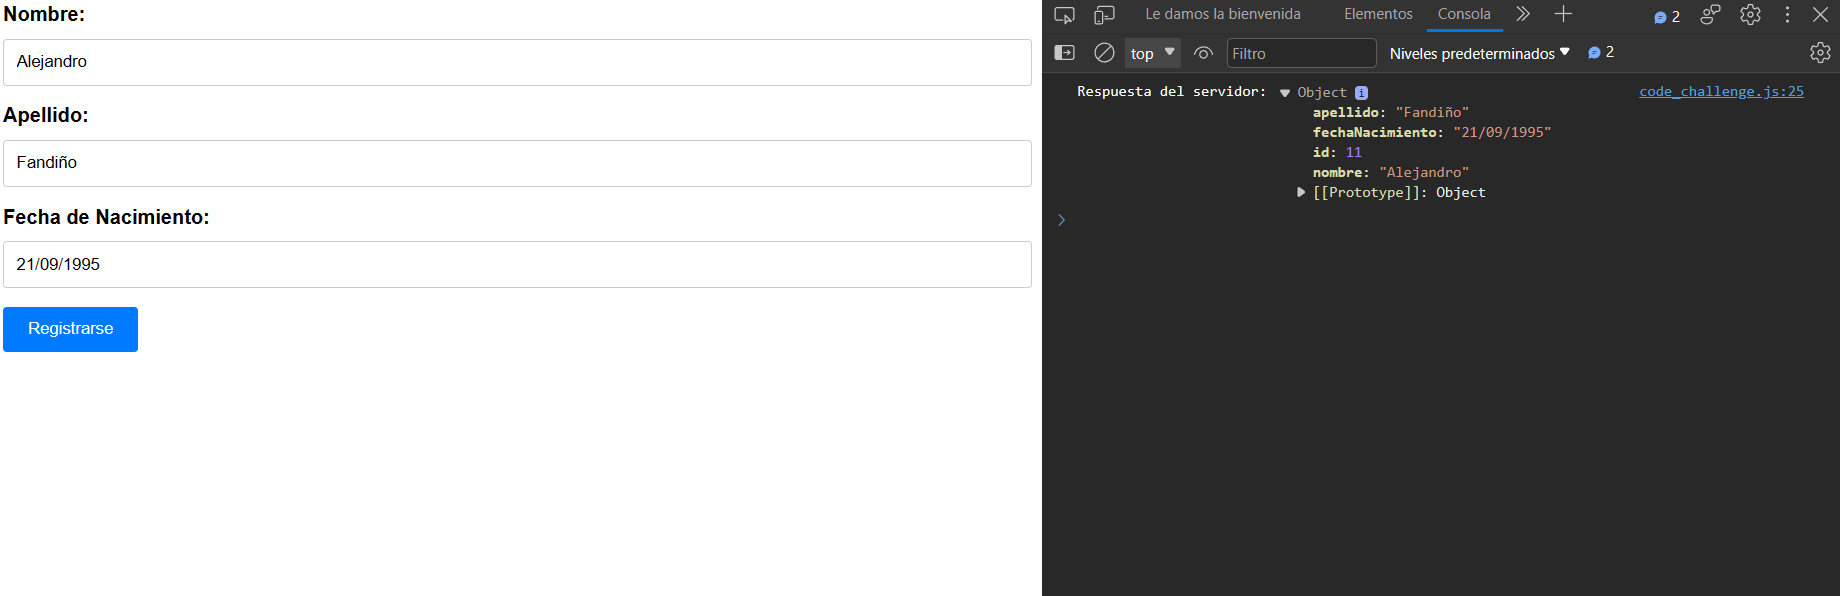 Nombre:
Alejandro
Apellido:
Fandiño
Fecha de Nacimiento:
21/09/1995
Registrarse
Le damos la bienvenida Elementos Consola 2
top Filtro Niveles predeterminados 2
Respuesta del servidor: Object i code_challenge.js:25
apellido: "Fandiño"
fechaNacimiento: "21/09/1995"
id: 11
nombre: "Alejandro"
[[Prototype]]: Object